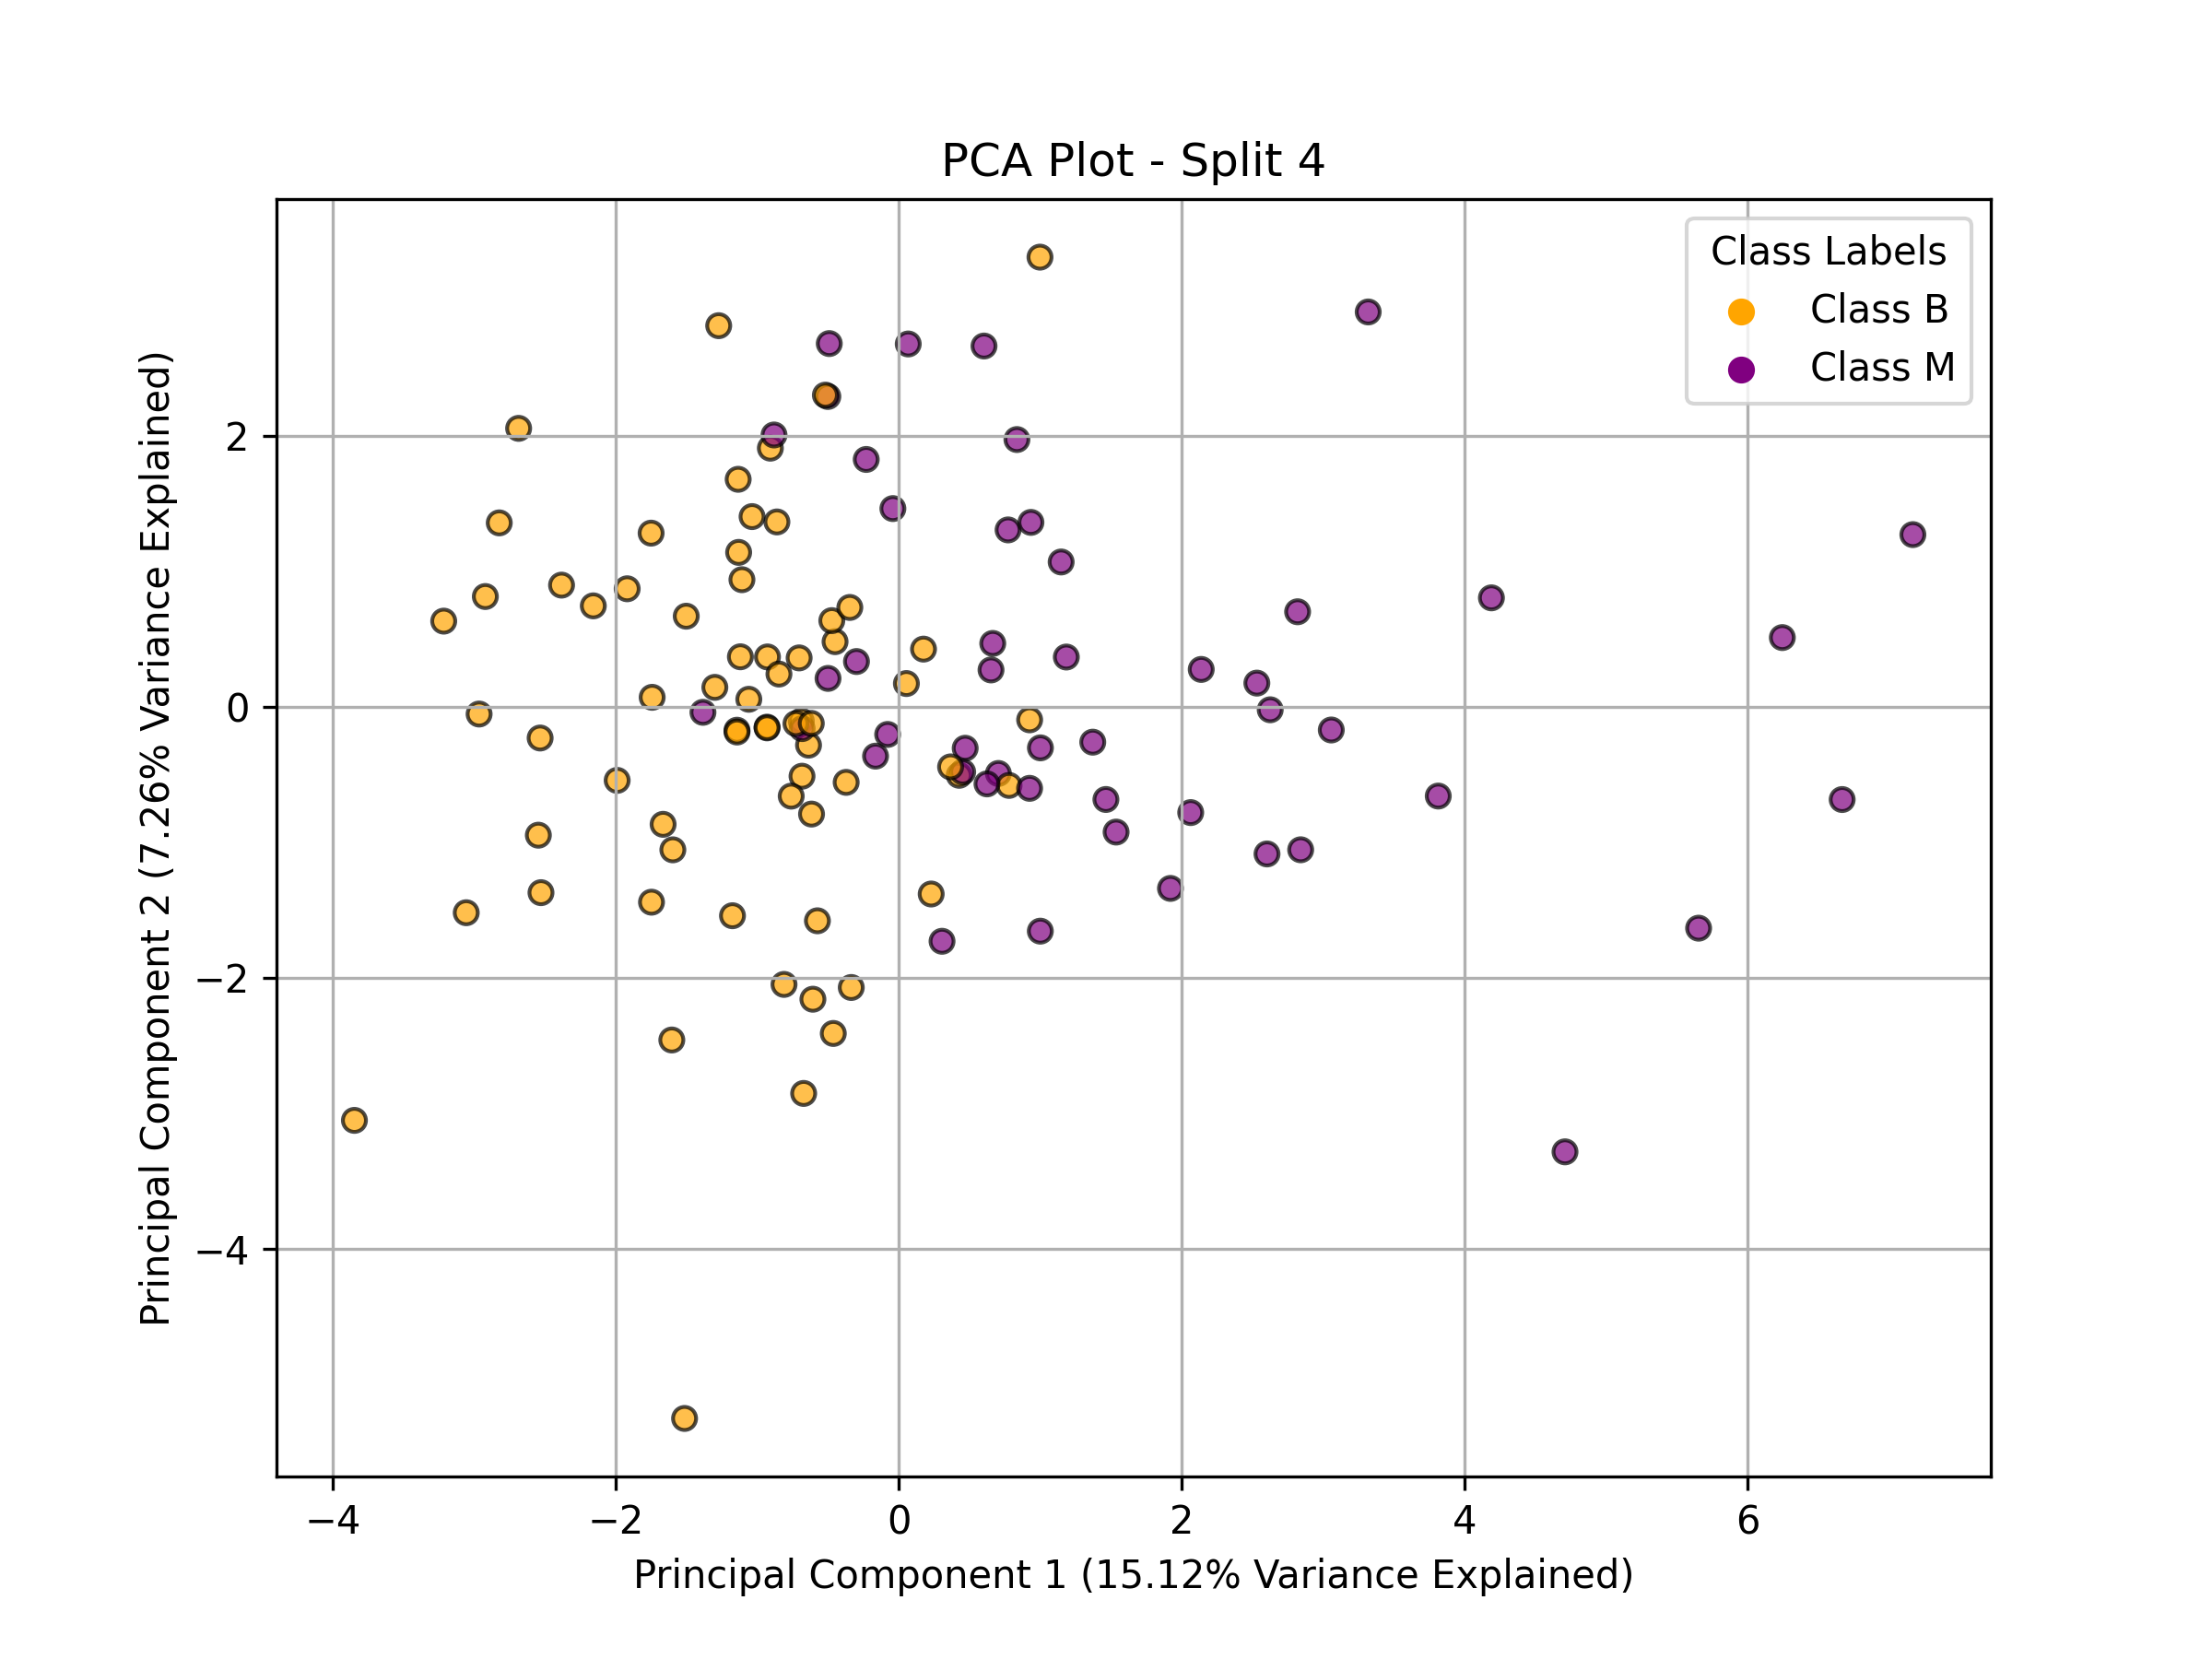 PCA Plot - Split 4
Class Labels
Class B
Class M
Principal Component 2 (7.26% Variance Explained)
2
0
−2
−4
−4
−2
0
2
4
6
Principal Component 1 (15.12% Variance Explained)